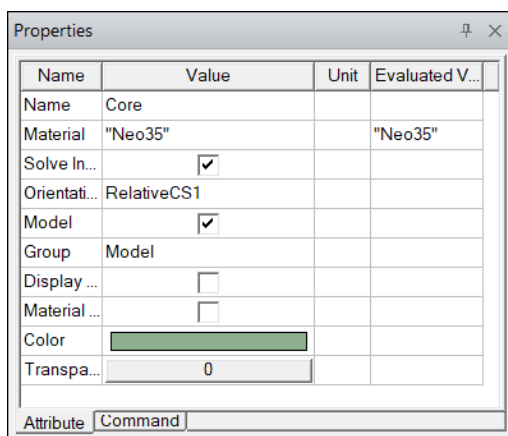 Properties
Name Value Unit Evaluated V...
Name Core
Material "Neo35" "Neo35"
Solve In...
Orientati... RelativeCS1
Model
Group Model
Display ...
Material ...
Color
Transpa... 0
Attribute Command